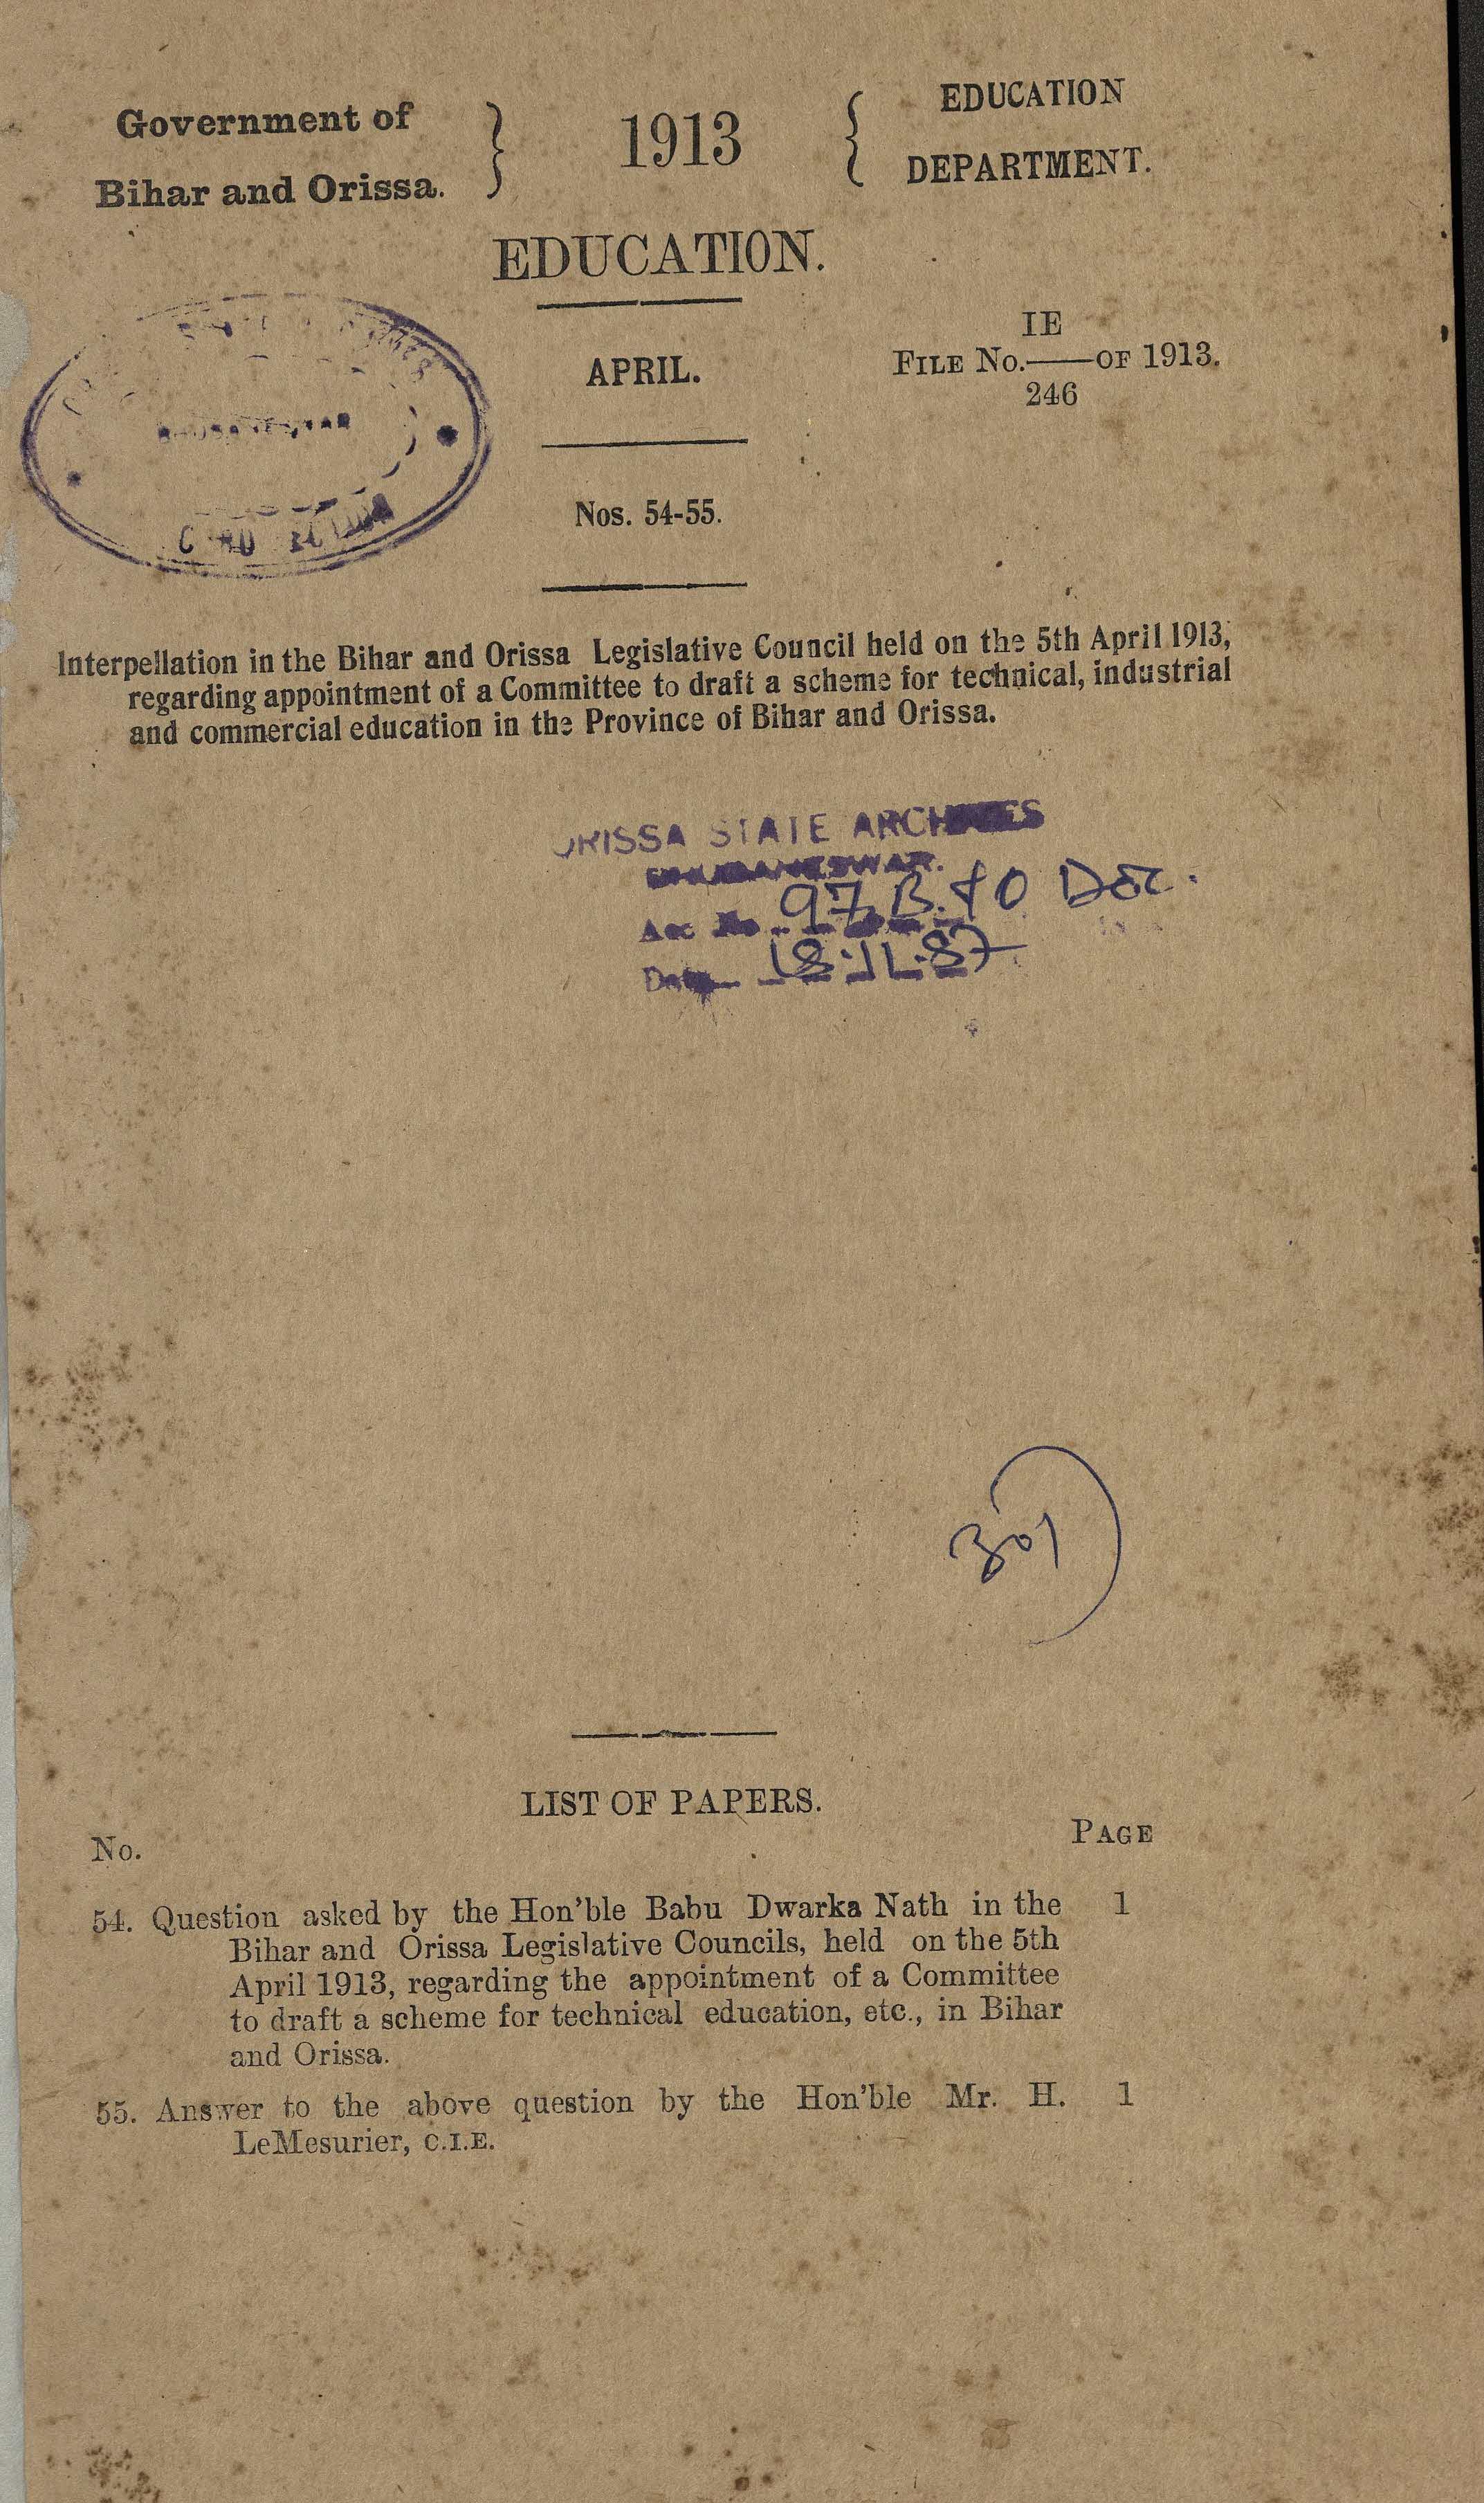 Government of
Bihar and Orissa.
1913
EDUCATION
DEPARTMENT.
EDUCATION.
APRIL.
IE
FILE No.——OF 1913.
246
Nos. 54-55.
Interpellation in the Bihar and Orissa Legislative Council held on the 5th April 1913,
regarding appointment of a Committee to draft a scheme for technical, industrial
and commercial education in the Province of Bihar and Orissa.
ORISSA STATE ARCHIVES
BHUBANESWAR.
Acc No 97 B.&O
Date 18.11.87
301
LIST OF PAPERS.
No.
PAGE
54. Question asked by the Hon'ble Babu Dwarka Nath in the 1
Bihar and Orissa Legislative Councils, held on the 5th
April 1913, regarding the appointment of a Committee
to draft a scheme for technical education, etc., in Bihar
and Orissa.
55. Answer to the above question by the Hon'ble Mr. H. 1
LeMesurier, C.I.E.